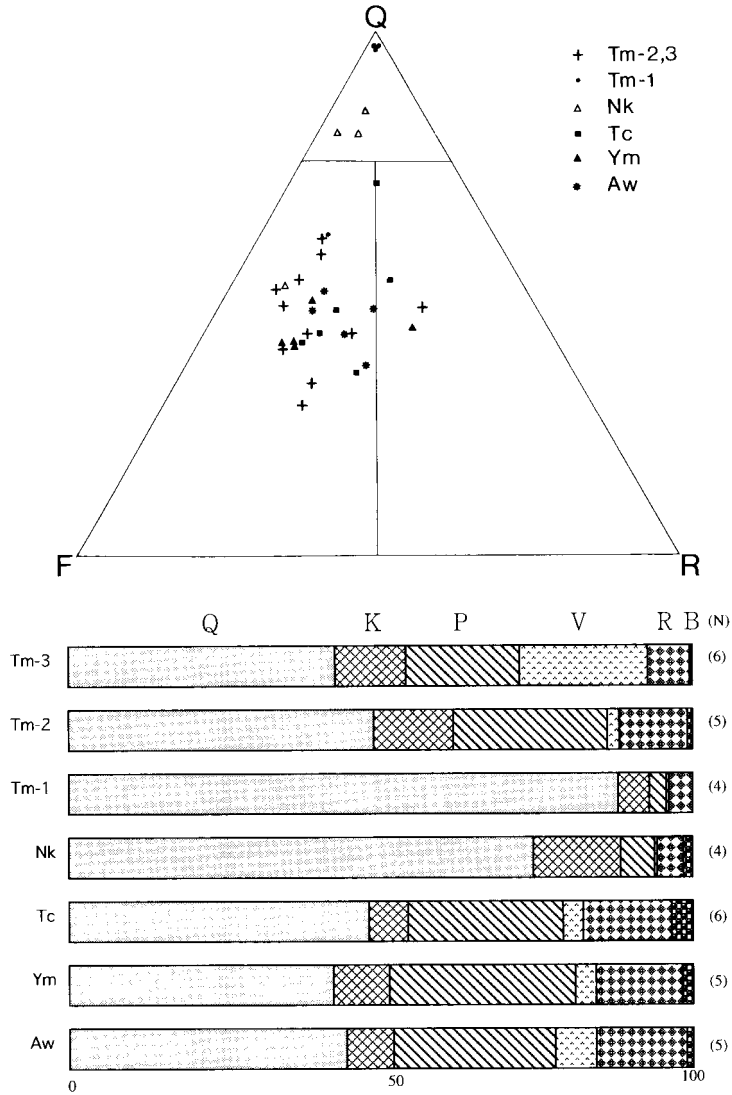 Q
Tm-2,3
Tm-1
Nk
Tc
Ym
Aw
F R
Q K P V R B (N)
Tm-3 (6)
Tm-2 (5)
Tm-1 (4)
Nk (4)
Tc (6)
Ym (5)
Aw (5)
0 50 100